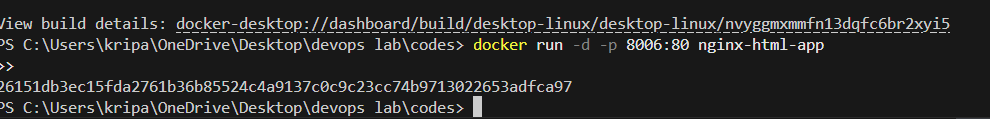 View build details: docker-desktop://dashboard/build/desktop-linux/desktop-linux/nvyggmxmmfn13dqfc6br2xyi5
PS C:\Users\kripa\OneDrive\Desktop\devops lab\codes> docker run -d -p 8006:80 nginx-html-app
>>
26151db3ec15fda2761b36b85524c4a9137c0c9c23cc74b9713022653adfca97
PS C:\Users\kripa\OneDrive\Desktop\devops lab\codes>